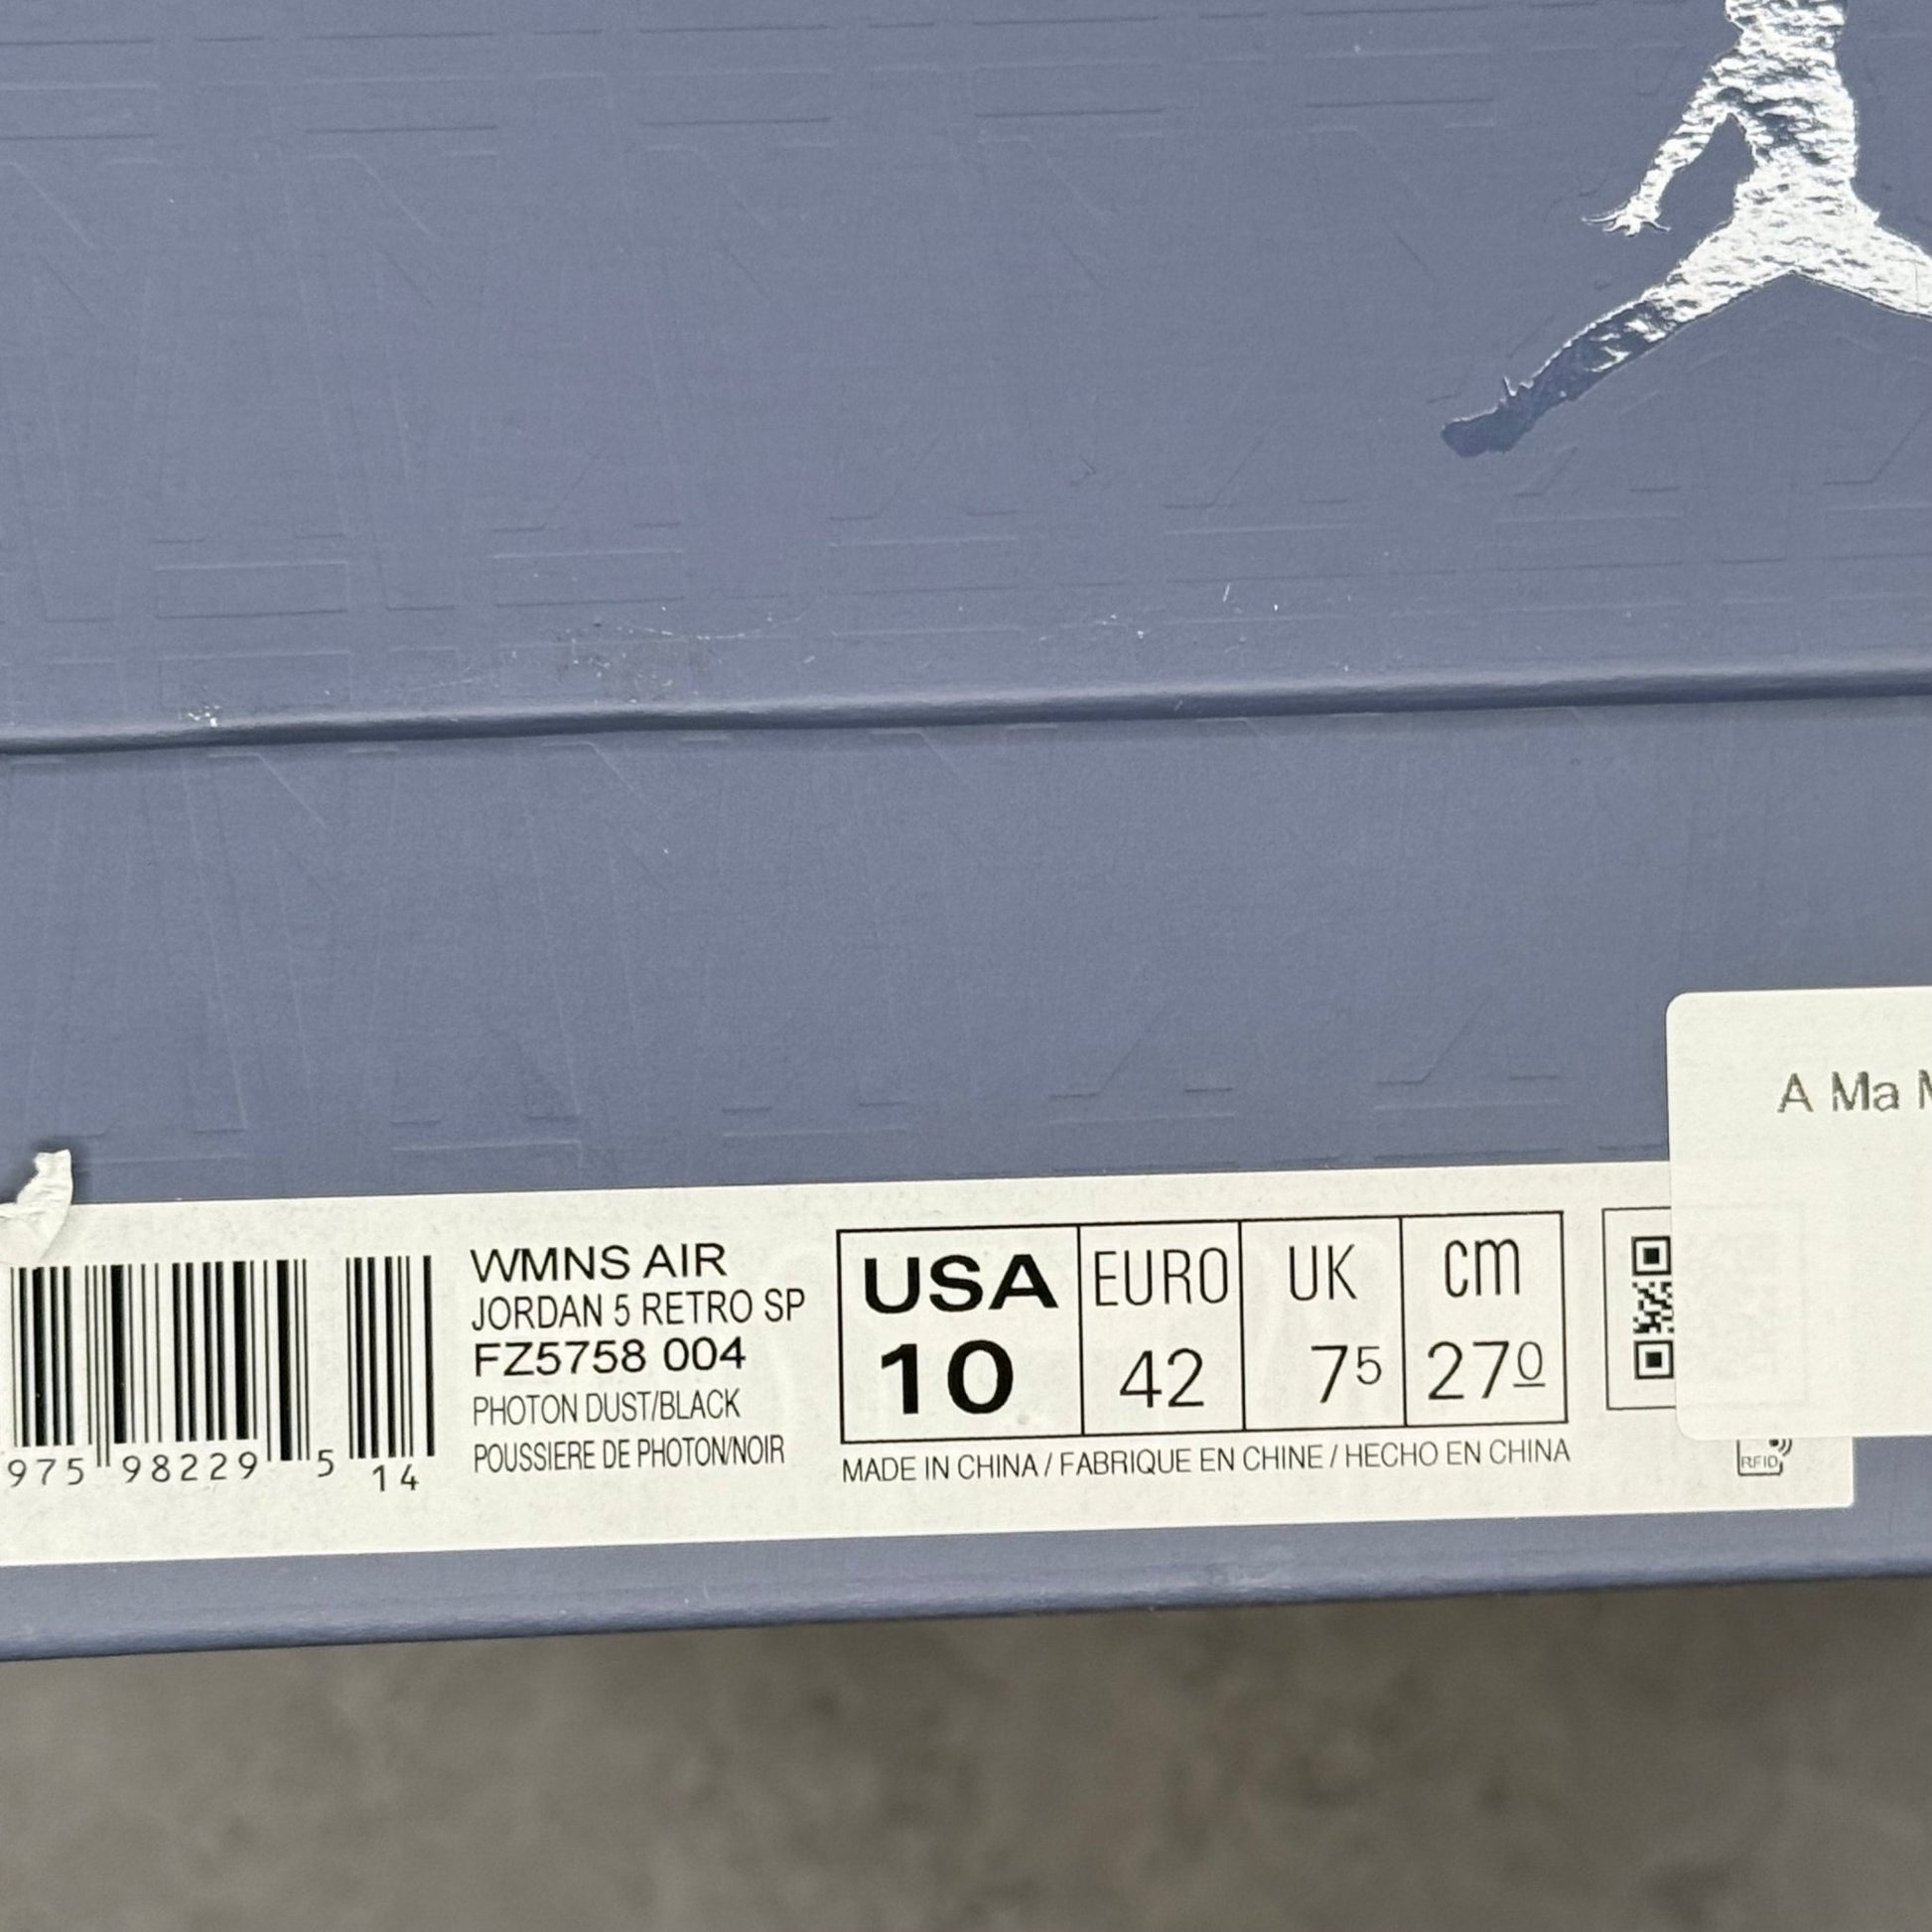 A Ma
WMNS AIR
JORDAN 5 RETRO SP
FZ5758 004
PHOTON DUST/BLACK
POUSSIERE DE PHOTON/NOIR
975 98229 5 14
USA EURO UK cm
10 42 7⁵ 27⁰
MADE IN CHINA / FABRIQUE EN CHINE / HECHO EN CHINA
RFID